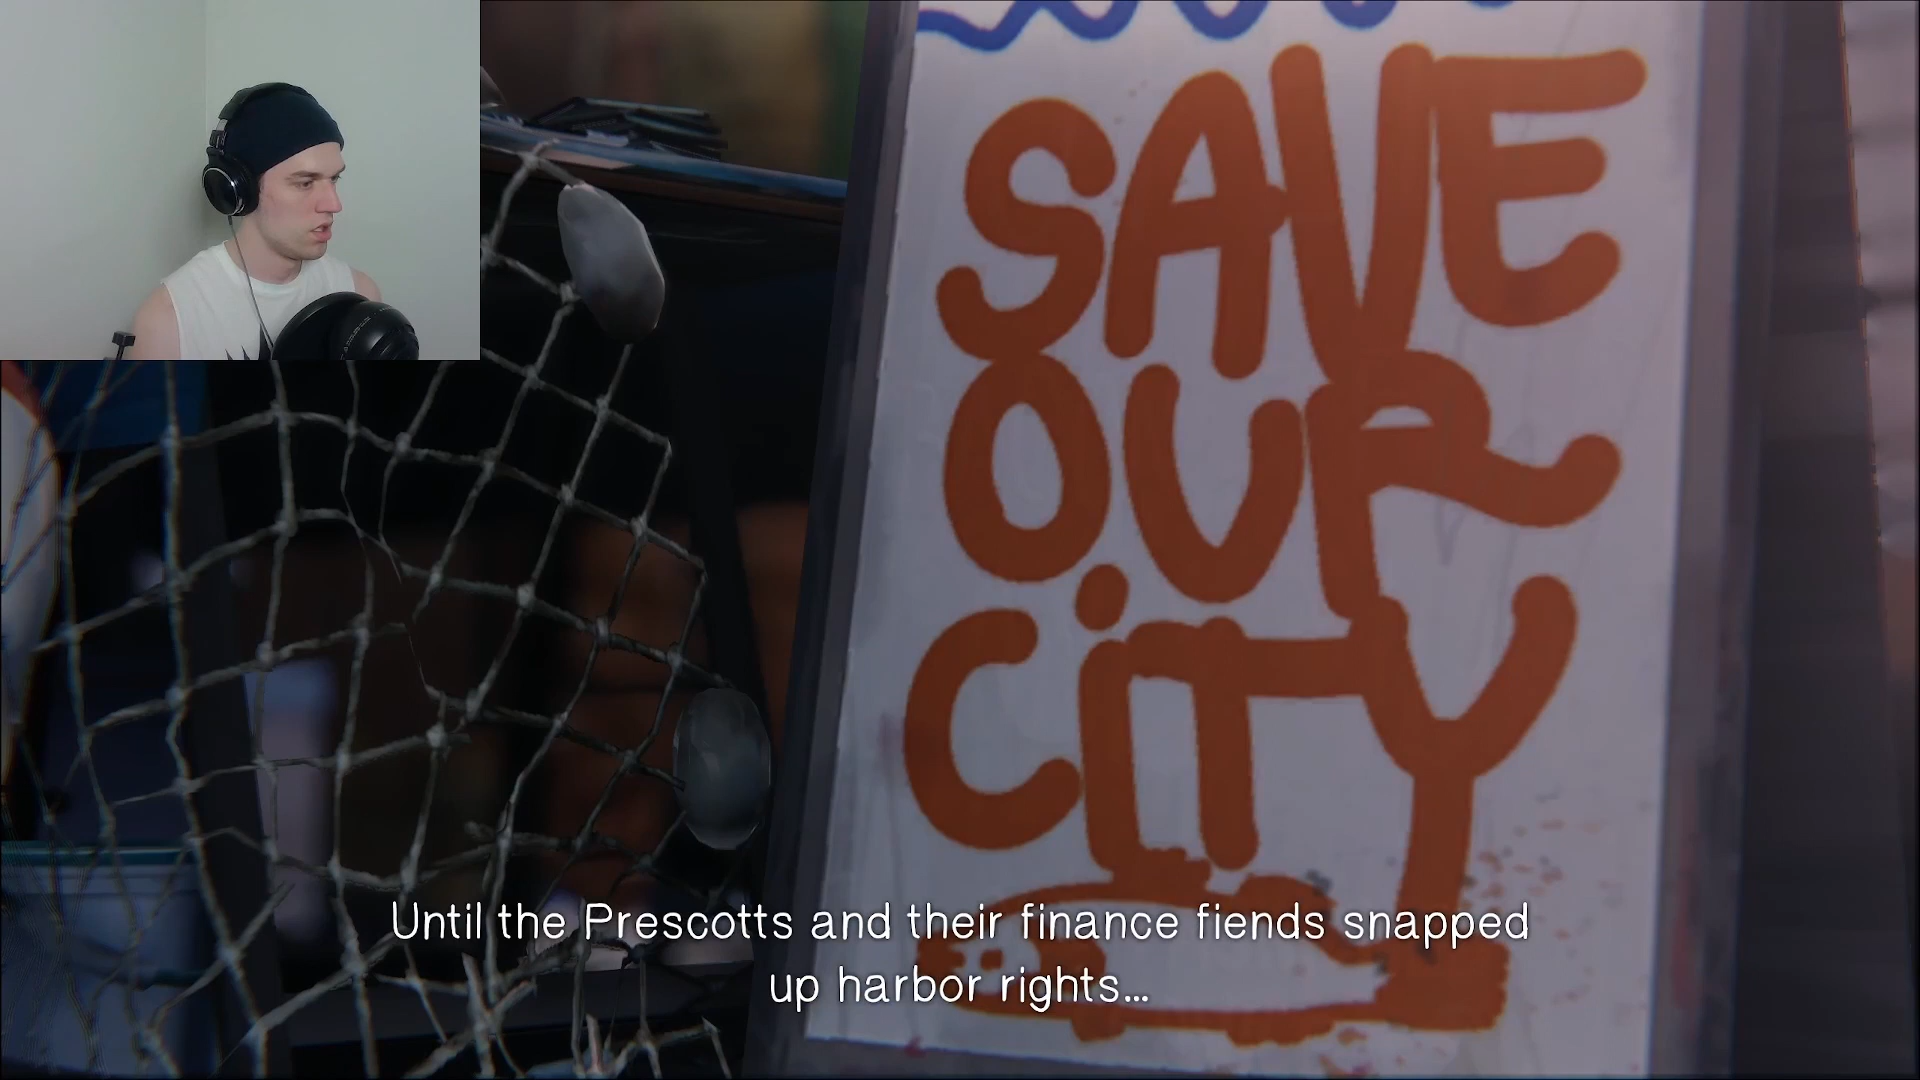 SAVE
OUR
CiTY
Until the Prescotts and their finance fiends snapped
up harbor rights...